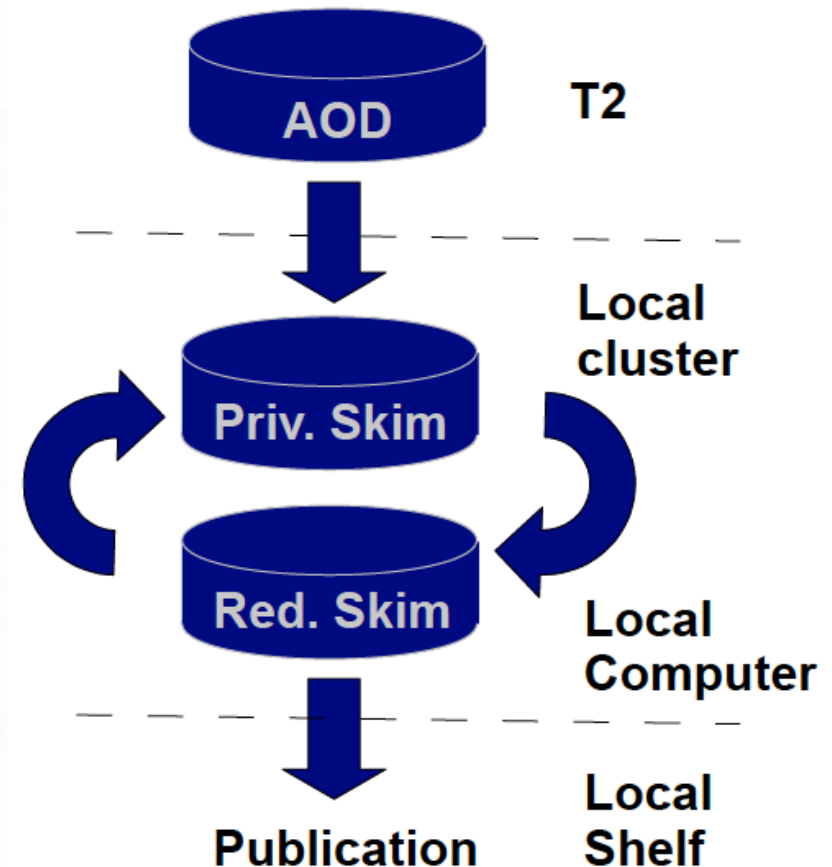 AOD
T2
Local
cluster
Priv. Skim
Red. Skim
Local
Computer
Publication
Local
Shelf